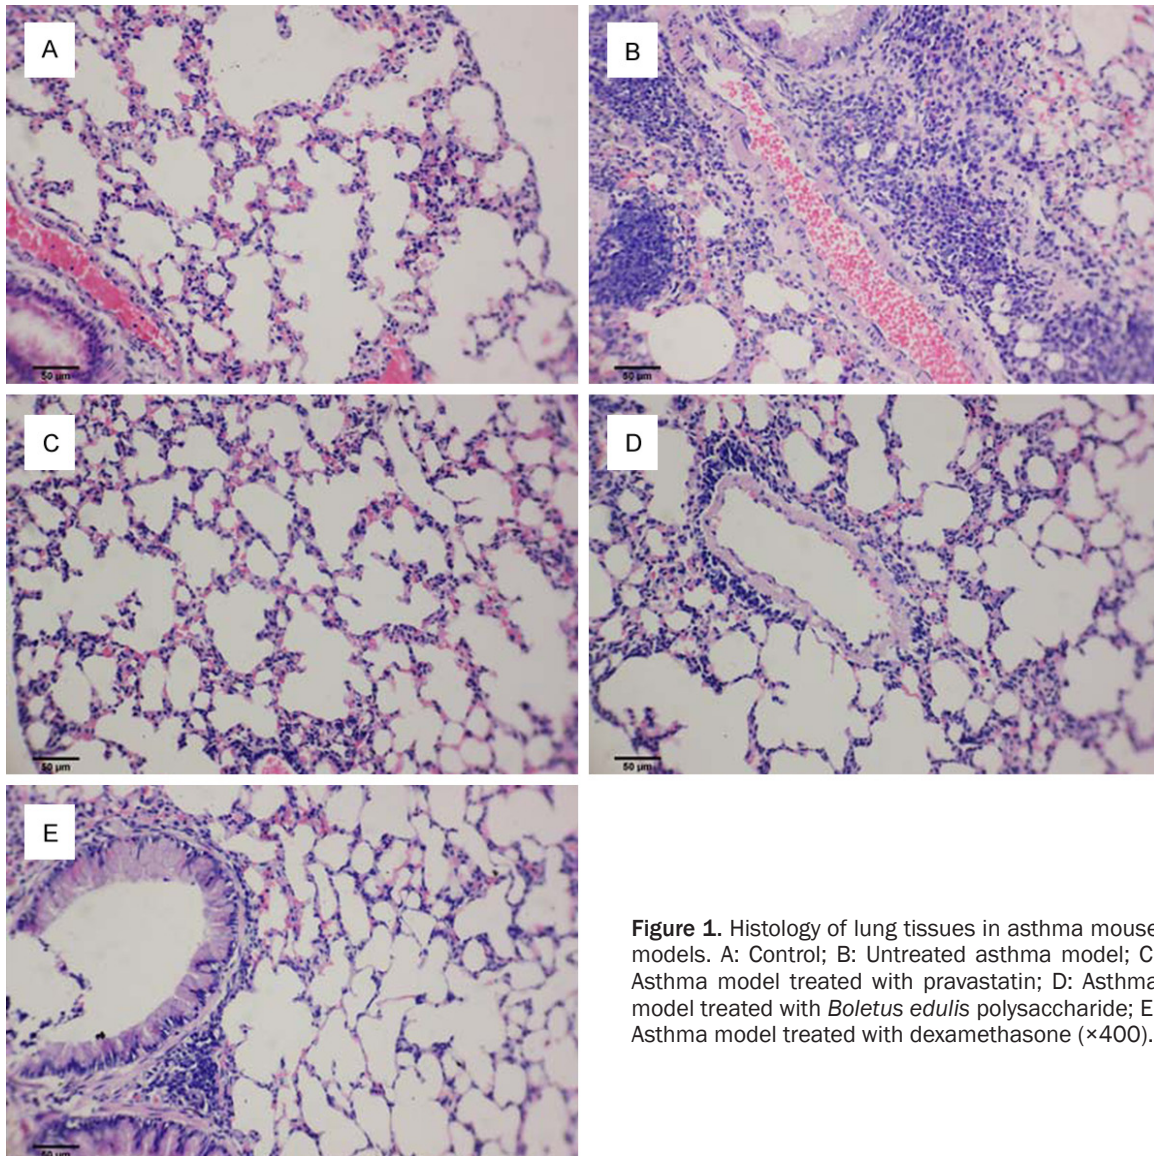 A
B
50 µm
50 µm
C
D
50 µm
50 µm
E
50 µm
Figure 1. Histology of lung tissues in asthma mouse
models. A: Control; B: Untreated asthma model; C
Asthma model treated with pravastatin; D: Asthma
model treated with Boletus edulis polysaccharide; E
Asthma model treated with dexamethasone (×400).